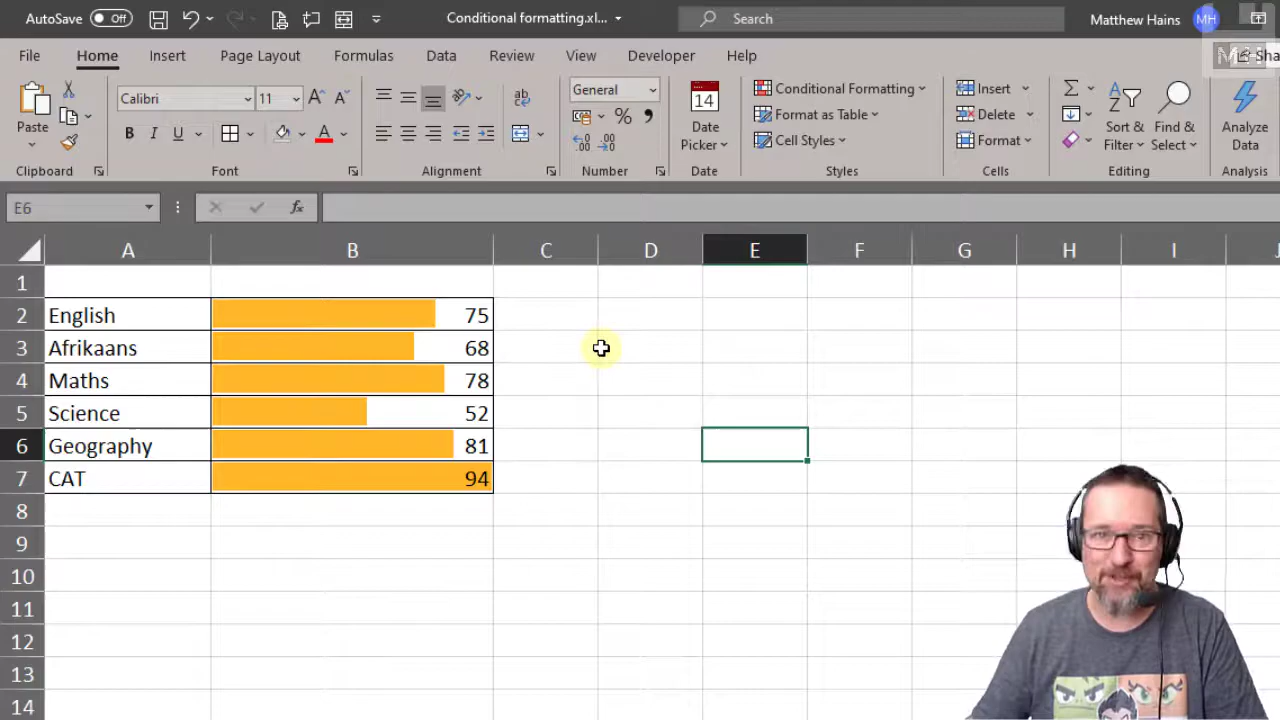 AutoSave Off Conditional formatting.xl... Search Matthew Hains MH
File Home Insert Page Layout Formulas Data Review View Developer Help
Calibri 11 General Conditional Formatting Insert
Paste Date Picker Format as Table Delete Sort & Filter Find & Select Analyze Data
B I U Cell Styles Format
Clipboard Font Alignment Number Date Styles Cells Editing Analysis
E6 fx
A B C D E F G H I J
1
2 English 75
3 Afrikaans 68
4 Maths 78
5 Science 52
6 Geography 81
7 CAT 94
8
9
10
11
12
13
14